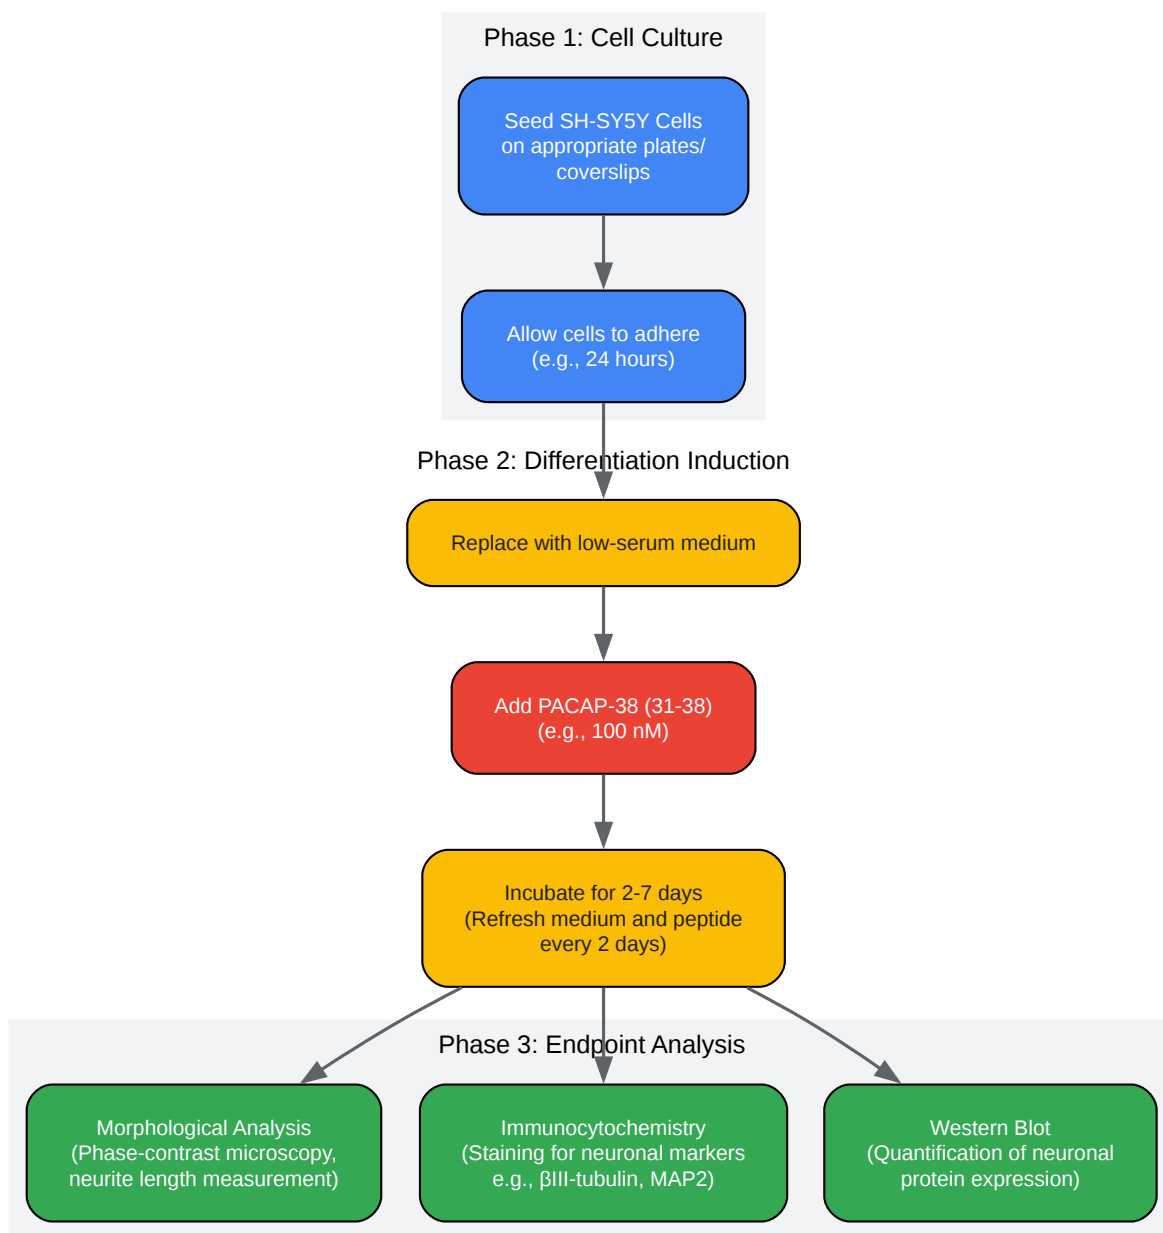 Phase 1: Cell Culture
Seed SH-SY5Y Cells
on appropriate plates/
coverslips
Allow cells to adhere
(e.g., 24 hours)
Phase 2: Differentiation Induction
Replace with low-serum medium
Add PACAP-38 (31-38)
(e.g., 100 nM)
Incubate for 2-7 days
(Refresh medium and peptide
every 2 days)
Phase 3: Endpoint Analysis
Morphological Analysis
(Phase-contrast microscopy,
neurite length measurement)
Immunocytochemistry
(Staining for neuronal markers
e.g., βIII-tubulin, MAP2)
Western Blot
(Quantification of neuronal
protein expression)